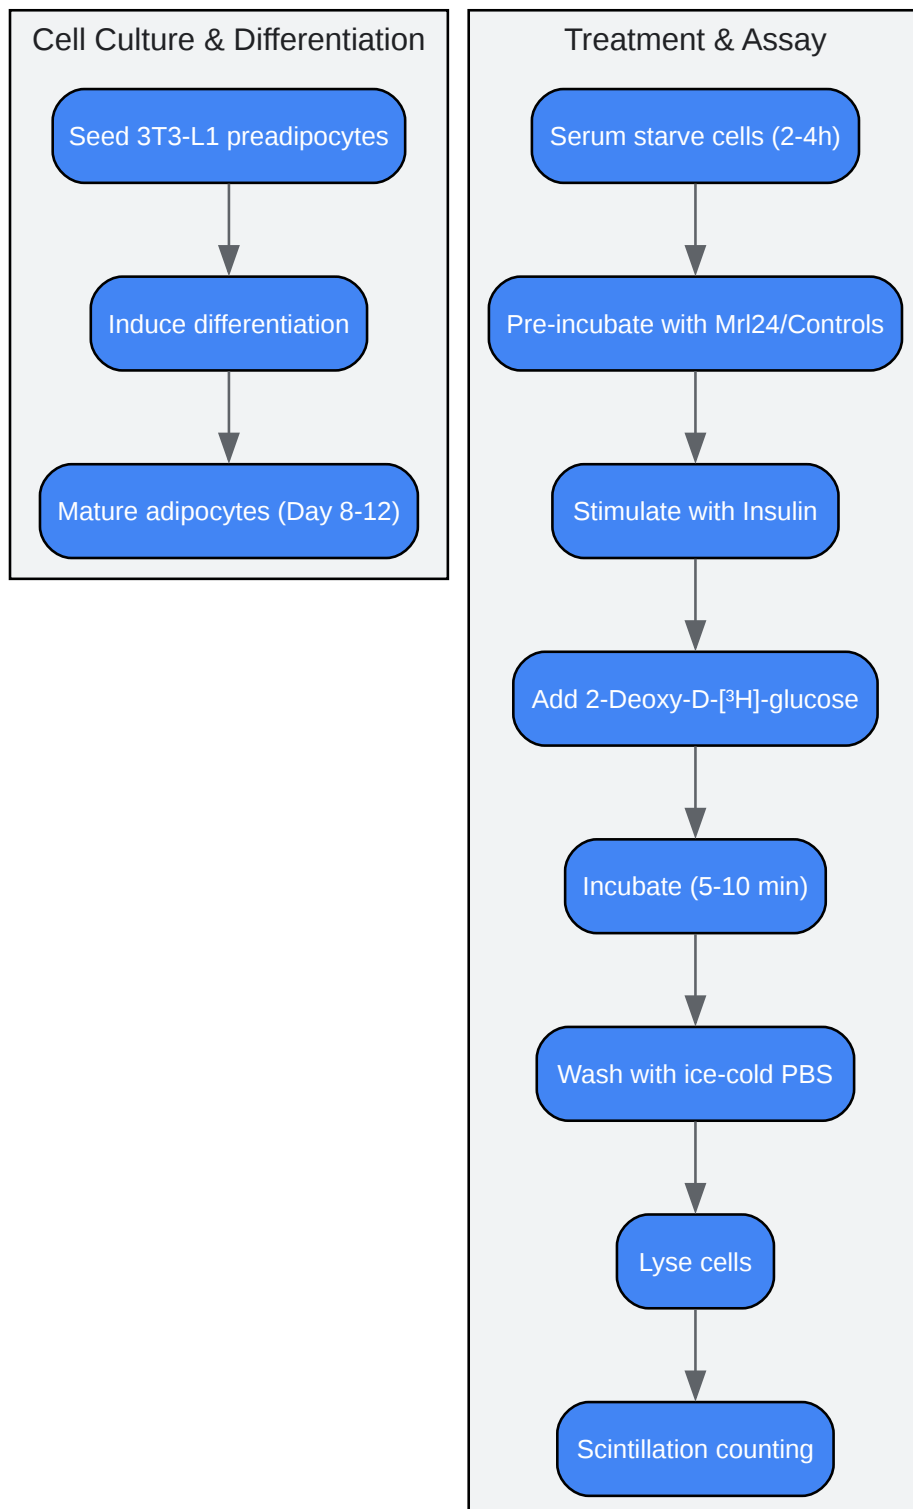 Cell Culture & Differentiation
Seed 3T3-L1 preadipocytes
Induce differentiation
Mature adipocytes (Day 8-12)
Treatment & Assay
Serum starve cells (2-4h)
Pre-incubate with Mrl24/Controls
Stimulate with Insulin
Add 2-Deoxy-D-[³H]-glucose
Incubate (5-10 min)
Wash with ice-cold PBS
Lyse cells
Scintillation counting